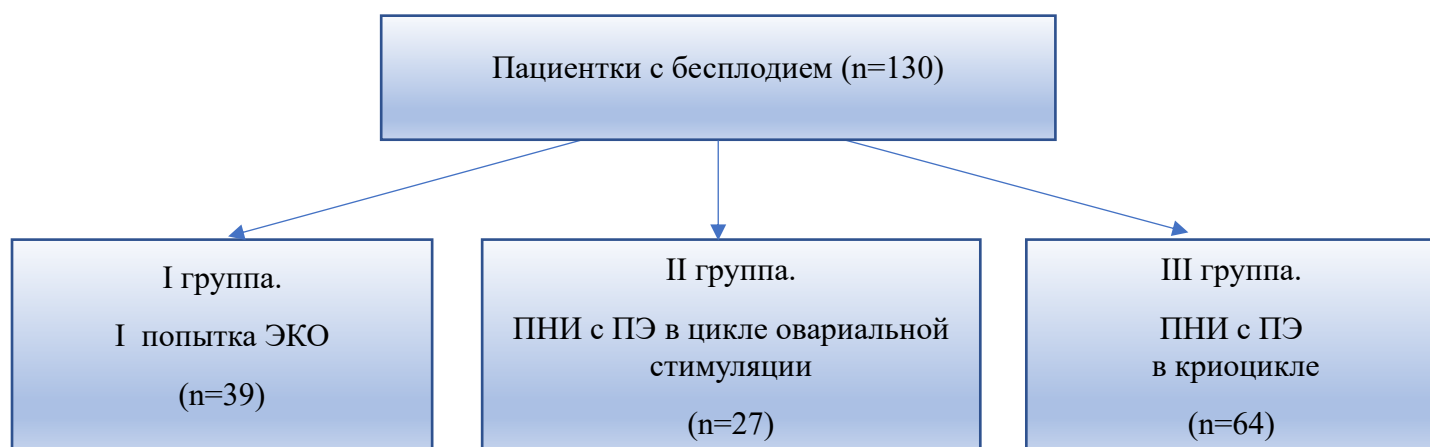 Пациентки с бесплодием (n=130)
I группа.
I попытка ЭКО
(n=39)
II группа.
ПНИ с ПЭ в цикле овариальной
стимуляции
(n=27)
III группа.
ПНИ с ПЭ
в криоцикле
(n=64)